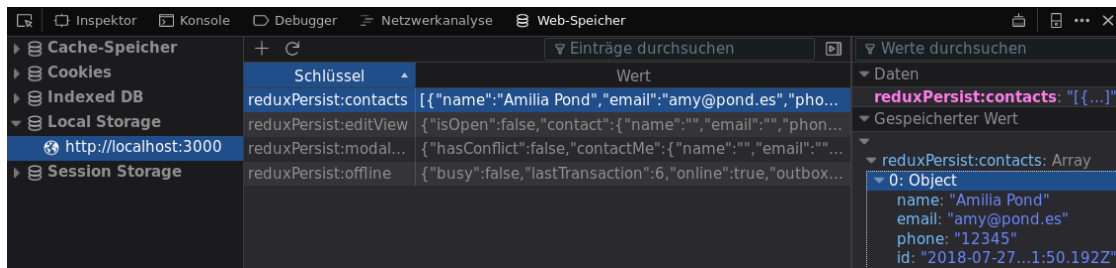 Inspektor Konsole Debugger Netzwerkanalyse Web-Speicher
Cache-Speicher
Cookies
Indexed DB
Local Storage
http://localhost:3000
Session Storage
Einträge durchsuchen
Schlüssel Wert
reduxPersist:contacts [{"name":"Amilia Pond","email":"amy@pond.es","pho...
reduxPersist:editView {"isOpen":false,"contact":{"name":"","email":"","phon...
reduxPersist:modal... {"hasConflict":false,"contactMe":{"name":"","email":""...
reduxPersist:offline {"busy":false,"lastTransaction":6,"online":true,"outbox...
Werte durchsuchen
Daten
reduxPersist:contacts: "[{...]"
Gespeicherter Wert
reduxPersist:contacts: Array
0: Object
name: "Amilia Pond"
email: "amy@pond.es"
phone: "12345"
id: "2018-07-27...1:50.192Z"